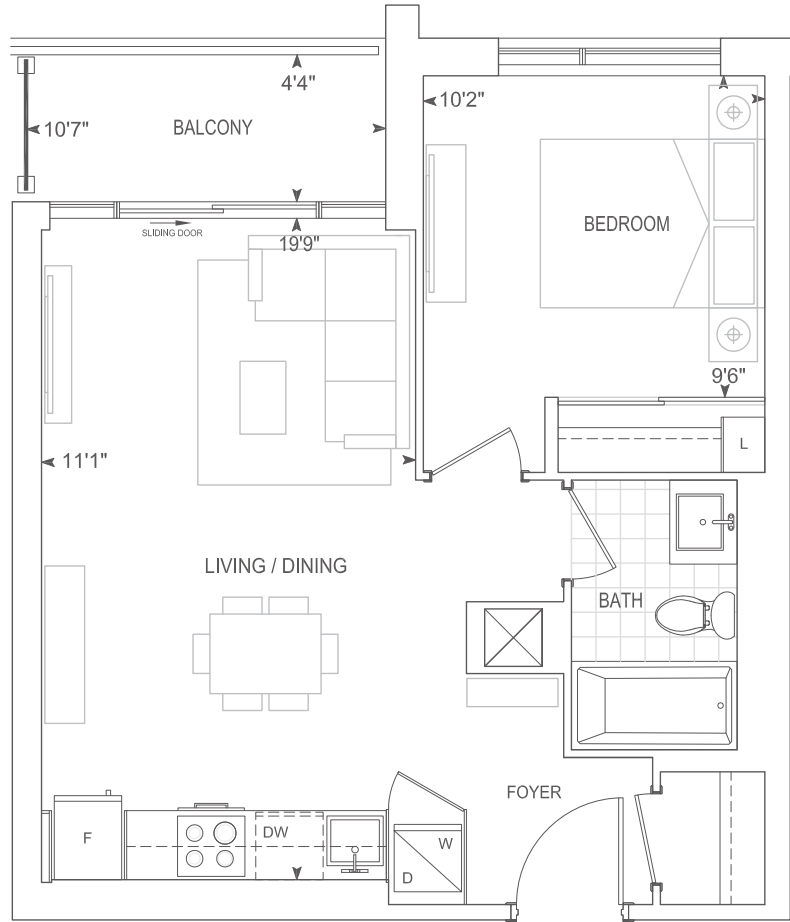 4'4"
10'7"
BALCONY
10'2"
SLIDING DOOR
19'9"
BEDROOM
9'6"
L
11'1"
LIVING / DINING
BATH
FOYER
F
DW
W
D